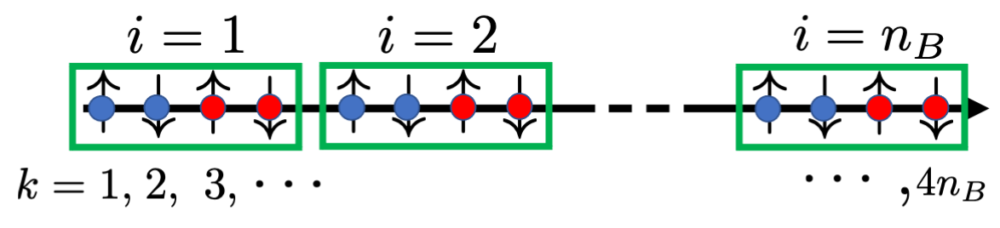 i = 1 i = 2 i = n_B
k = 1, 2, 3, · · · · · · , 4n_B